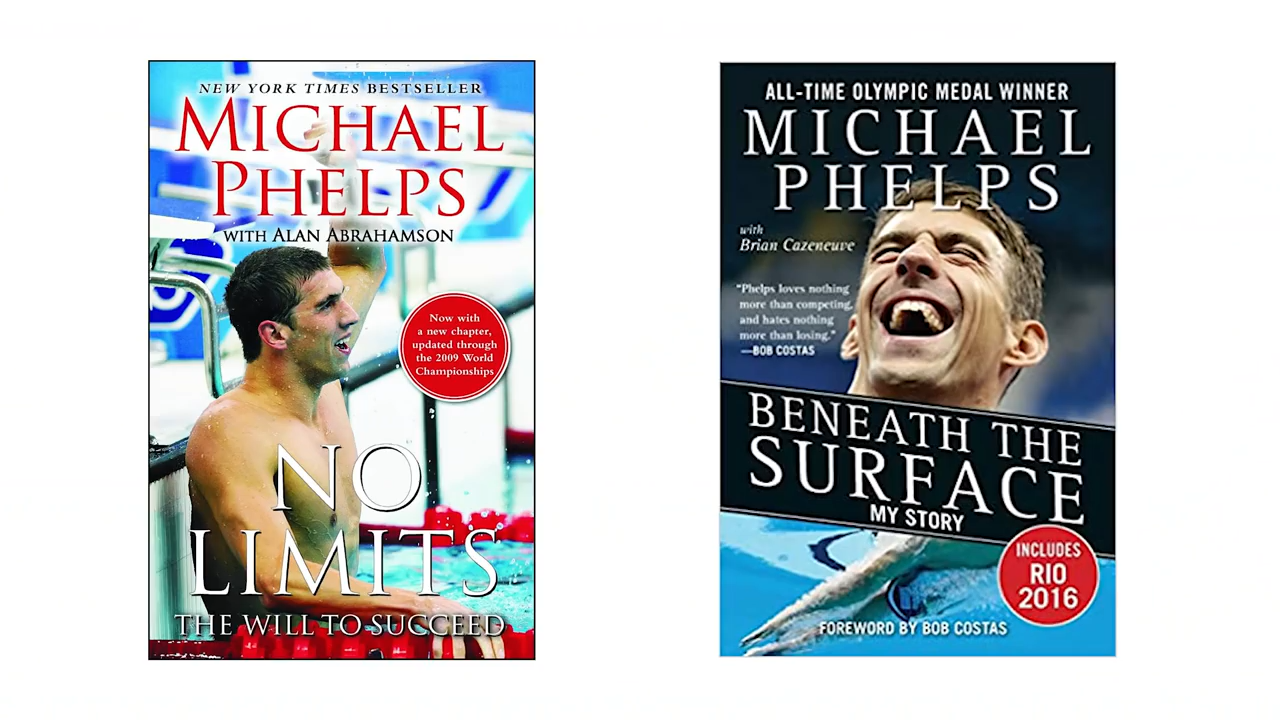 NEW YORK TIMES BESTSELLER
MICHAEL
PHELPS
WITH ALAN ABRAHAMSON
Now with
a new chapter,
updated through
the 2009 World
Championships
NO
LIMITS
THE WILL TO SUCCEED
ALL-TIME OLYMPIC MEDAL WINNER
MICHAEL
PHELPS
with
Brian Cazeneuve
"Phelps loves nothing
more than competing,
and hates nothing
more than losing."
—BOB COSTAS
BENEATH THE
SURFACE
MY STORY
INCLUDES
RIO
2016
FOREWORD BY BOB COSTAS